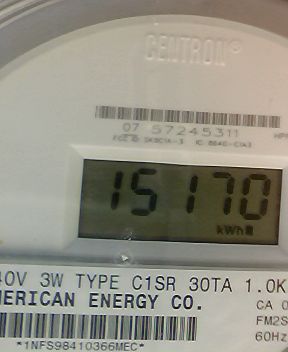 CENTRON®
07 57245311
15170
kWh
40V 3W TYPE C1SR 30TA 1.0K
MERICAN ENERGY CO. CA 0
FM2S
60Hz
*1NFS98410366MEC*